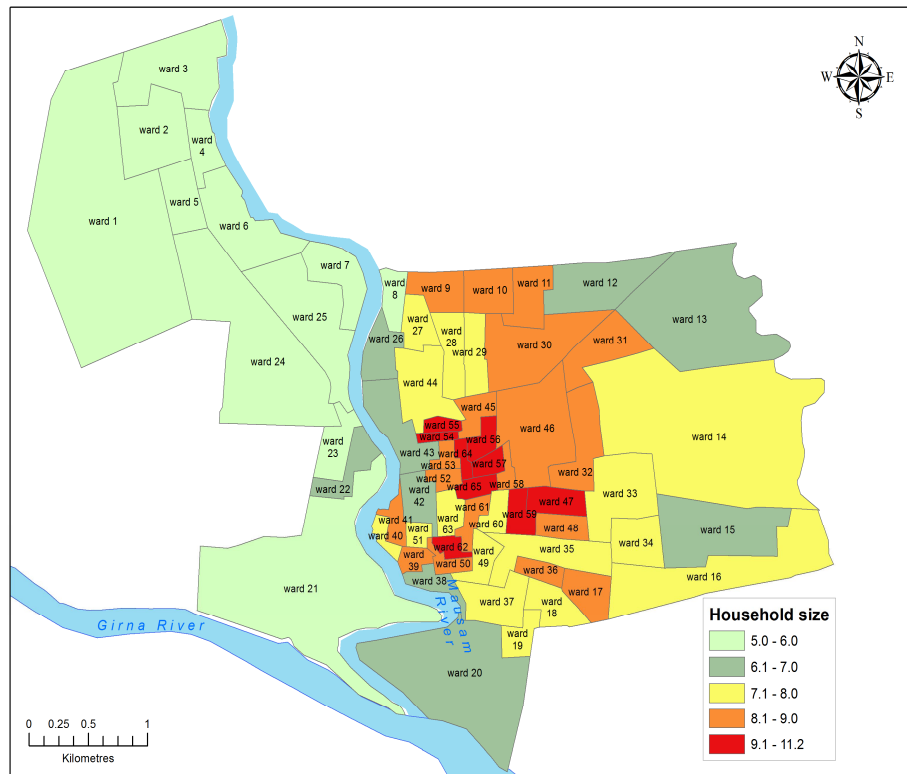 N
W E
S
ward 3
ward 2
ward
4
ward 5
ward 1
ward 6
ward 7
ward
8
ward 9
ward 10
ward 11
ward 12
ward 13
ward 25
ward 26
ward
27
ward
28
ward 29
ward 30
ward 31
ward 24
ward 44
ward 45
ward 46
ward 14
ward 55
ward 54
ward 56
ward
23
ward 43
ward 64
ward 53
ward 57
ward 52
ward 65
ward 58
ward 32
ward 22
ward
42
ward 47
ward 33
ward 41
ward 61
ward 59
ward 40
ward
51
ward
63
ward 60
ward 48
ward 15
ward 34
ward 62
ward 35
ward
39
ward 50
ward
49
ward 36
ward 16
ward 38
ward 21
ward 37
ward 17
ward
18
Mausam
River
ward
19
Girna River
ward 20
Household size
5.0 - 6.0
6.1 - 7.0
7.1 - 8.0
8.1 - 9.0
9.1 - 11.2
0 0.25 0.5 1
Kilometres